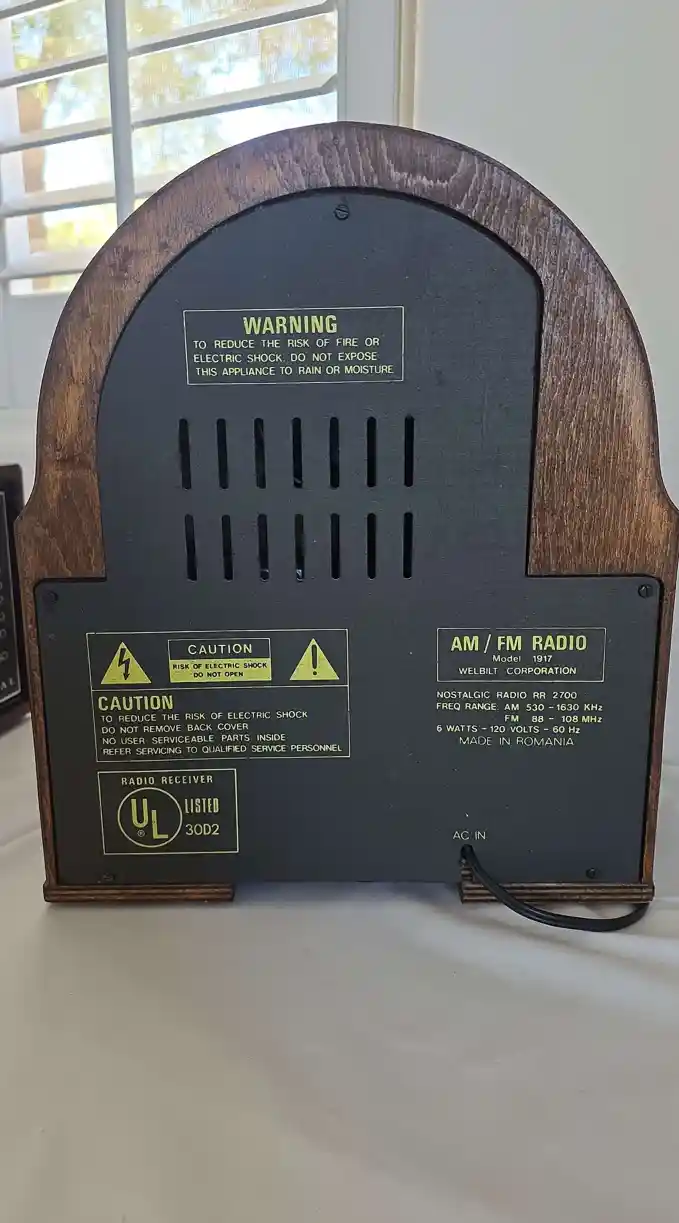 WARNING
TO REDUCE THE RISK OF FIRE OR
ELECTRIC SHOCK, DO NOT EXPOSE
THIS APPLIANCE TO RAIN OR MOISTURE
CAUTION
RISK OF ELECTRIC SHOCK
DO NOT OPEN
CAUTION
TO REDUCE THE RISK OF ELECTRIC SHOCK
DO NOT REMOVE BACK COVER
NO USER SERVICEABLE PARTS INSIDE
REFER SERVICING TO QUALIFIED SERVICE PERSONNEL
RADIO RECEIVER
UL ® LISTED
30D2
AM / FM RADIO
Model 1917
WELBILT CORPORATION
NOSTALGIC RADIO RR 2700
FREQ RANGE: AM 530 - 1630 KHz
FM 88 - 108 MHz
6 WATTS - 120 VOLTS - 60 Hz
MADE IN ROMANIA
AC IN